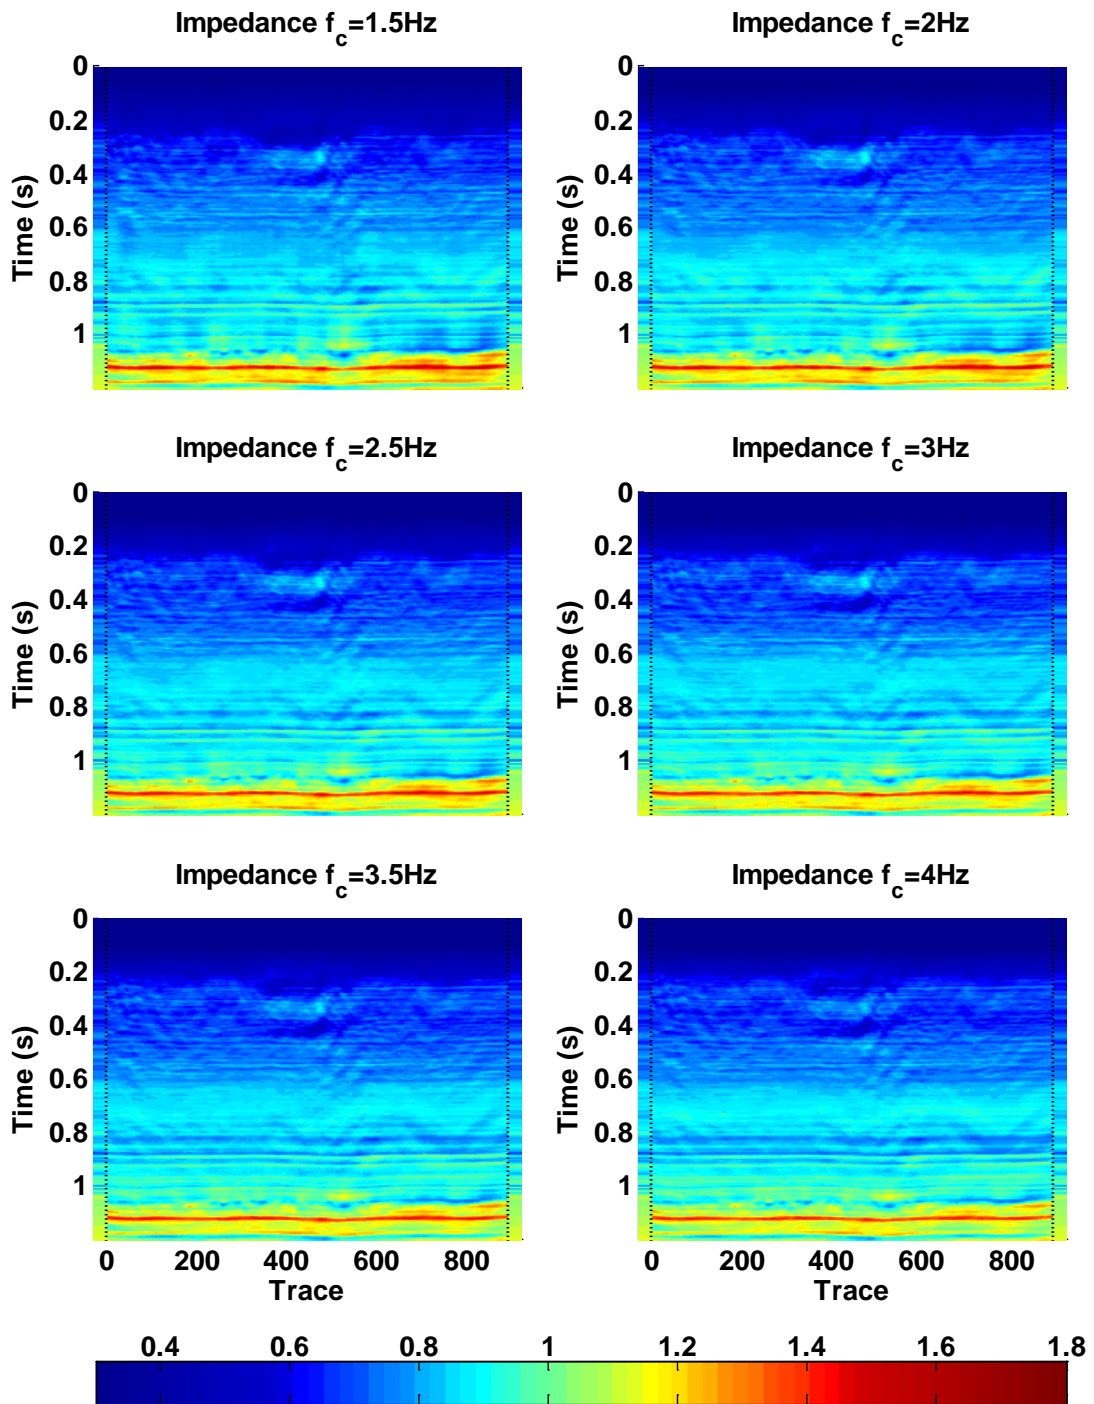 Impedance f_c=1.5Hz
Impedance f_c=2Hz
0
0.2
0.4
0.6
0.8
1
Time (s)
0
0.2
0.4
0.6
0.8
1
Time (s)
Impedance f_c=2.5Hz
Impedance f_c=3Hz
0
0.2
0.4
0.6
0.8
1
Time (s)
0
0.2
0.4
0.6
0.8
1
Time (s)
Impedance f_c=3.5Hz
Impedance f_c=4Hz
0
0.2
0.4
0.6
0.8
1
Time (s)
0
0.2
0.4
0.6
0.8
1
Time (s)
0 200 400 600 800
Trace
0 200 400 600 800
Trace
0.4 0.6 0.8 1 1.2 1.4 1.6 1.8